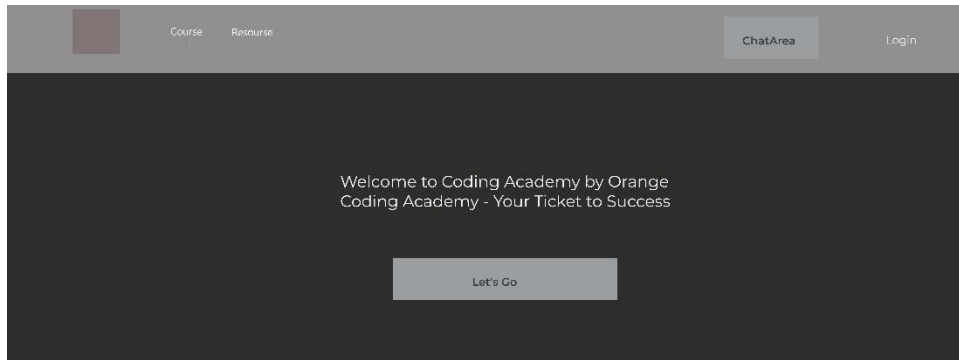 Course
Resourse
ChatArea
Login
Welcome to Coding Academy by Orange
Coding Academy - Your Ticket to Success
Let's Go